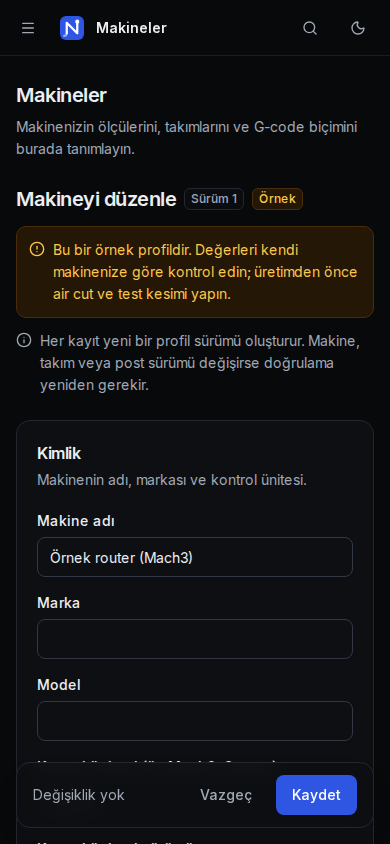 Makineler
Makineler
Makinenizin ölçülerini, takımlarını ve G-code biçimini
burada tanımlayın.
Makineyi düzenle
Sürüm 1
Örnek
Bu bir örnek profildir. Değerleri kendi
makinenize göre kontrol edin; üretimden önce
air cut ve test kesimi yapın.
Her kayıt yeni bir profil sürümü oluşturur. Makine,
takım veya post sürümü değişirse doğrulama
yeniden gerekir.
Kimlik
Makinenin adı, markası ve kontrol ünitesi.
Makine adı
Örnek router (Mach3)
Marka
Model
Değişiklik yok
Vazgeç
Kaydet